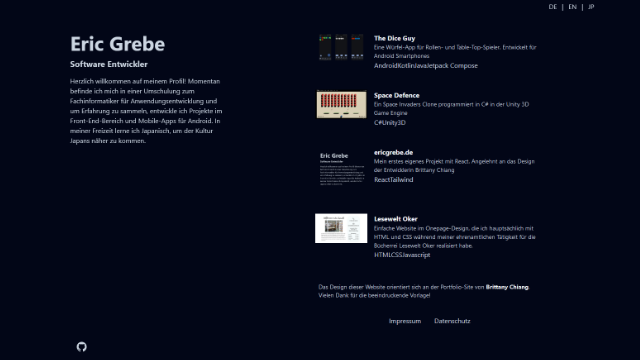 DE | EN | JP
Eric Grebe
Software Entwickler
Herzlich willkommen auf meinem Profil! Momentan
befinde ich mich in einer Umschulung zum
Fachinformatiker für Anwendungsentwicklung und
um Erfahrung zu sammeln, entwickle ich Projekte im
Front-End-Bereich und Mobile-Apps für Android. In
meiner Freizeit lerne ich Japanisch, um der Kultur
Japans näher zu kommen.
The Dice Guy
Eine Würfel-App für Rollen- und Table-Top-Spieler. Entwickelt für
Android Smartphones
AndroidKotlinJavaJetpack Compose
Space Defence
Ein Space Invaders Clone programmiert in C# in der Unity 3D
Game Engine
C#Unity3D
Eric Grebe
ericgrebe.de
Mein erstes eigenes Projekt mit React. Angelehnt an das Design
der Entwicklerin Brittany Chiang
ReactTailwind
Lesewelt Oker
Einfache Website im Onepage-Design, die ich hauptsächlich mit
HTML und CSS während meiner ehrenamtlichen Tätigkeit für die
Bücherei Lesewelt Oker realisiert habe.
HTMLCSSJavascript
Das Design dieser Website orientiert sich an der Portfolio-Site von Brittany Chiang.
Vielen Dank für die beeindruckende Vorlage!
Impressum Datenschutz